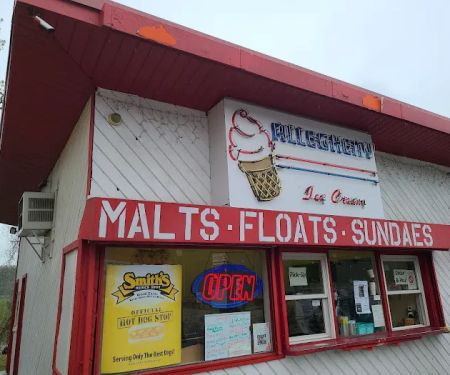 ALLEGHENY
Ice Cream
MALTS · FLOATS · SUNDAES
Smith's
OPEN
OFFICIAL
HOT DOG STOP
Serving Only The Best Dogs!